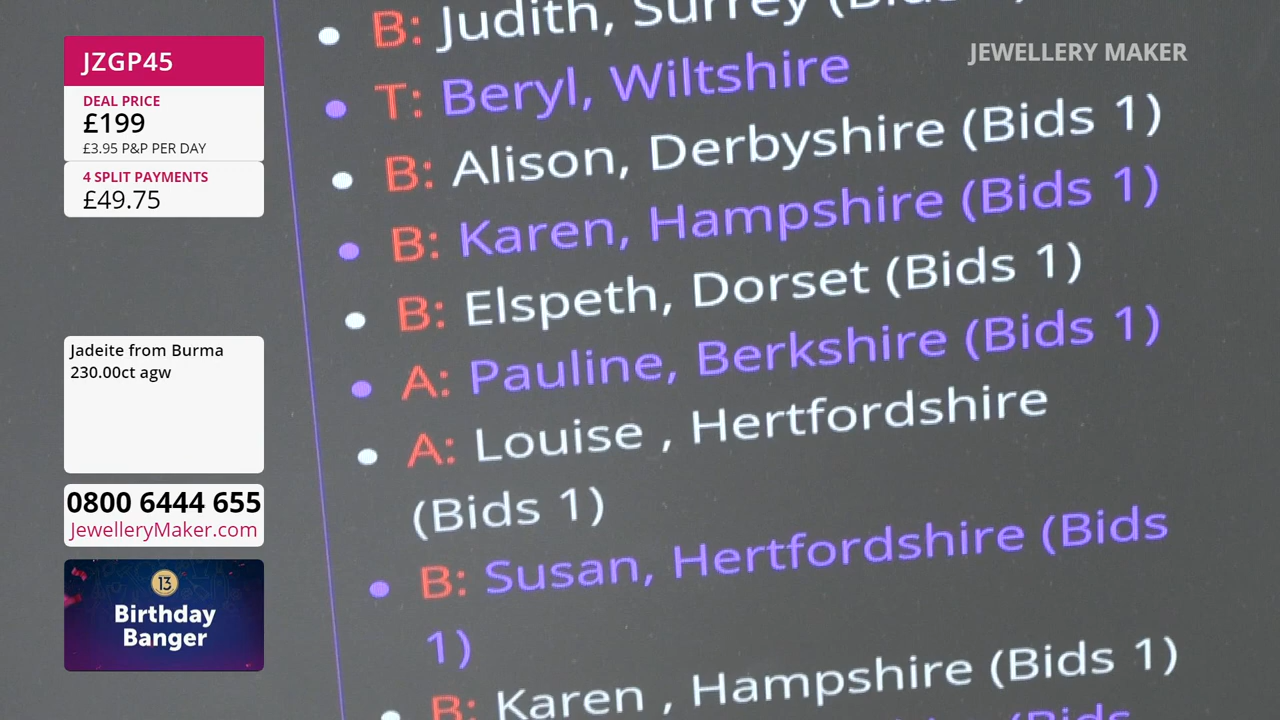 JZGP45
DEAL PRICE
£199
£3.95 P&P PER DAY
4 SPLIT PAYMENTS
£49.75
Jadeite from Burma
230.00ct agw
0800 6444 655
JewelleryMaker.com
13
Birthday
Banger
JEWELLERY MAKER
B: Judith, Surrey (Bids
T: Beryl, Wiltshire
B: Alison, Derbyshire (Bids 1)
B: Karen, Hampshire (Bids 1)
B: Elspeth, Dorset (Bids 1)
A: Pauline, Berkshire (Bids 1)
A: Louise , Hertfordshire
(Bids 1)
B: Susan, Hertfordshire (Bids
1)
B: Karen , Hampshire (Bids 1)
(Bids